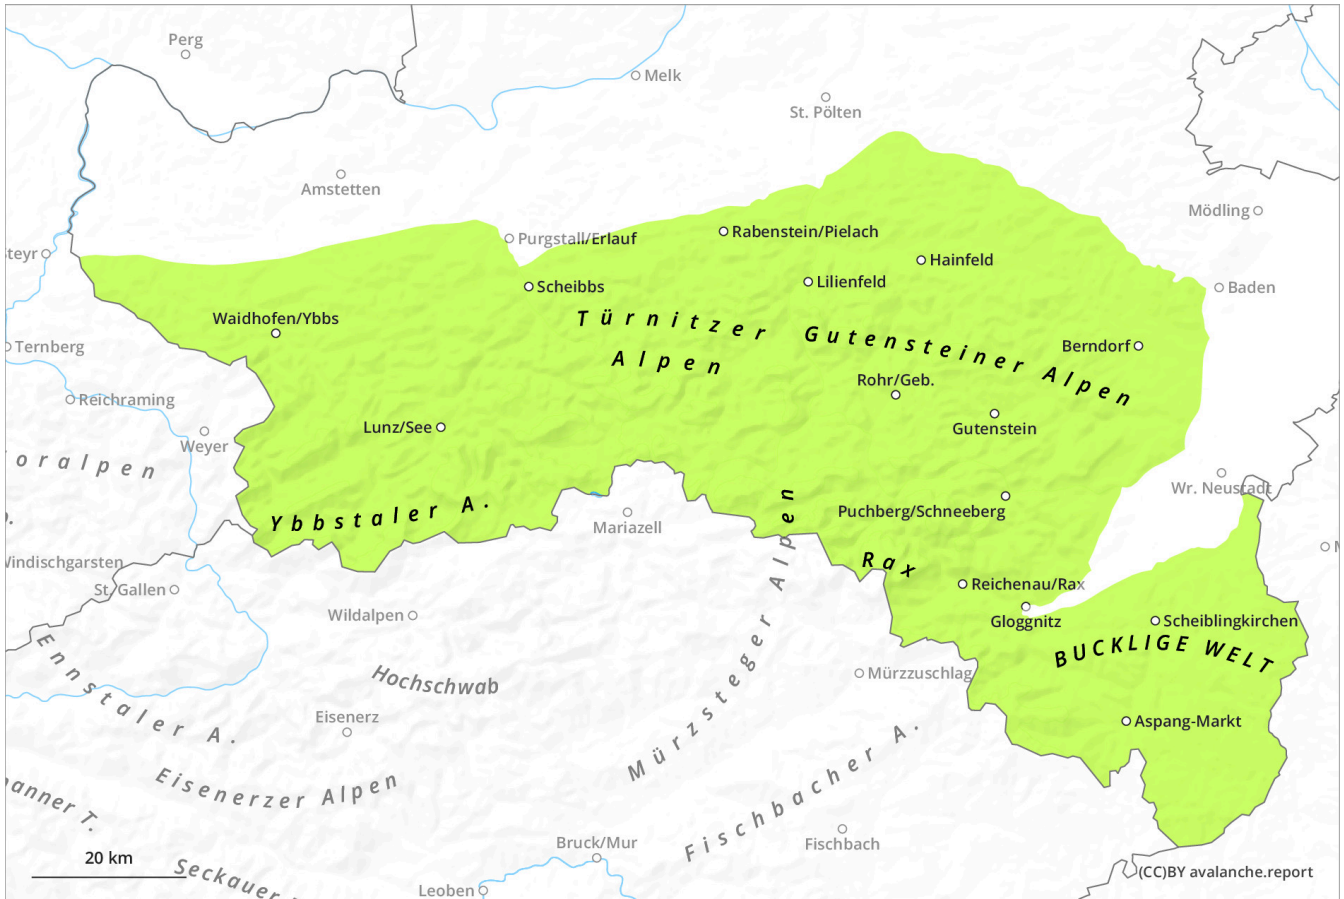 Perg
Melk
St. Pölten
Amstetten
Mödling
Purgstall/Erlauf
Rabenstein/Pielach
Hainfeld
Baden
Scheibbs
Lilienfeld
Waidhofen/Ybbs
Türnitzer
Alpen
Gutensteiner Alpen
Berndorf
Ternberg
Rohr/Geb.
Reichraming
Lunz/See
Gutenstein
Weyer
Wr. Neustadt
Ybbstaler A.
Puchberg/Schneeberg
Mariazell
Rax
Reichenau/Rax
St. Gallen
Wildalpen
Gloggnitz
Scheiblingkirchen
BUCKLIGE WELT
Mürzsteger Alpen
Hochschwab
Mürzzuschlag
Ennstaler A.
Eisenerz
Aspang-Markt
Eisenerzer Alpen
Fischbacher A.
Fischbach
Bruck/Mur
20 km
Seckauer
Leoben
(CC)BY avalanche.report